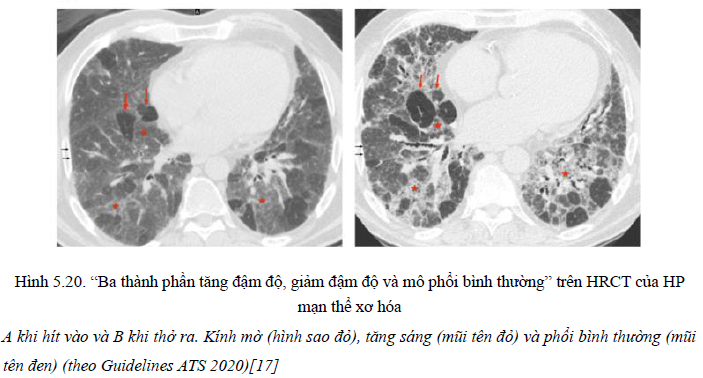 Hình 5.20. “Ba thành phần tăng đậm độ, giảm đậm độ và mô phổi bình thường” trên HRCT của HP
mạn thể xơ hóa
A khi hít vào và B khi thở ra. Kính mờ (hình sao đỏ), tăng sáng (mũi tên đỏ) và phổi bình thường (mũi
tên đen) (theo Guidelines ATS 2020)[17]